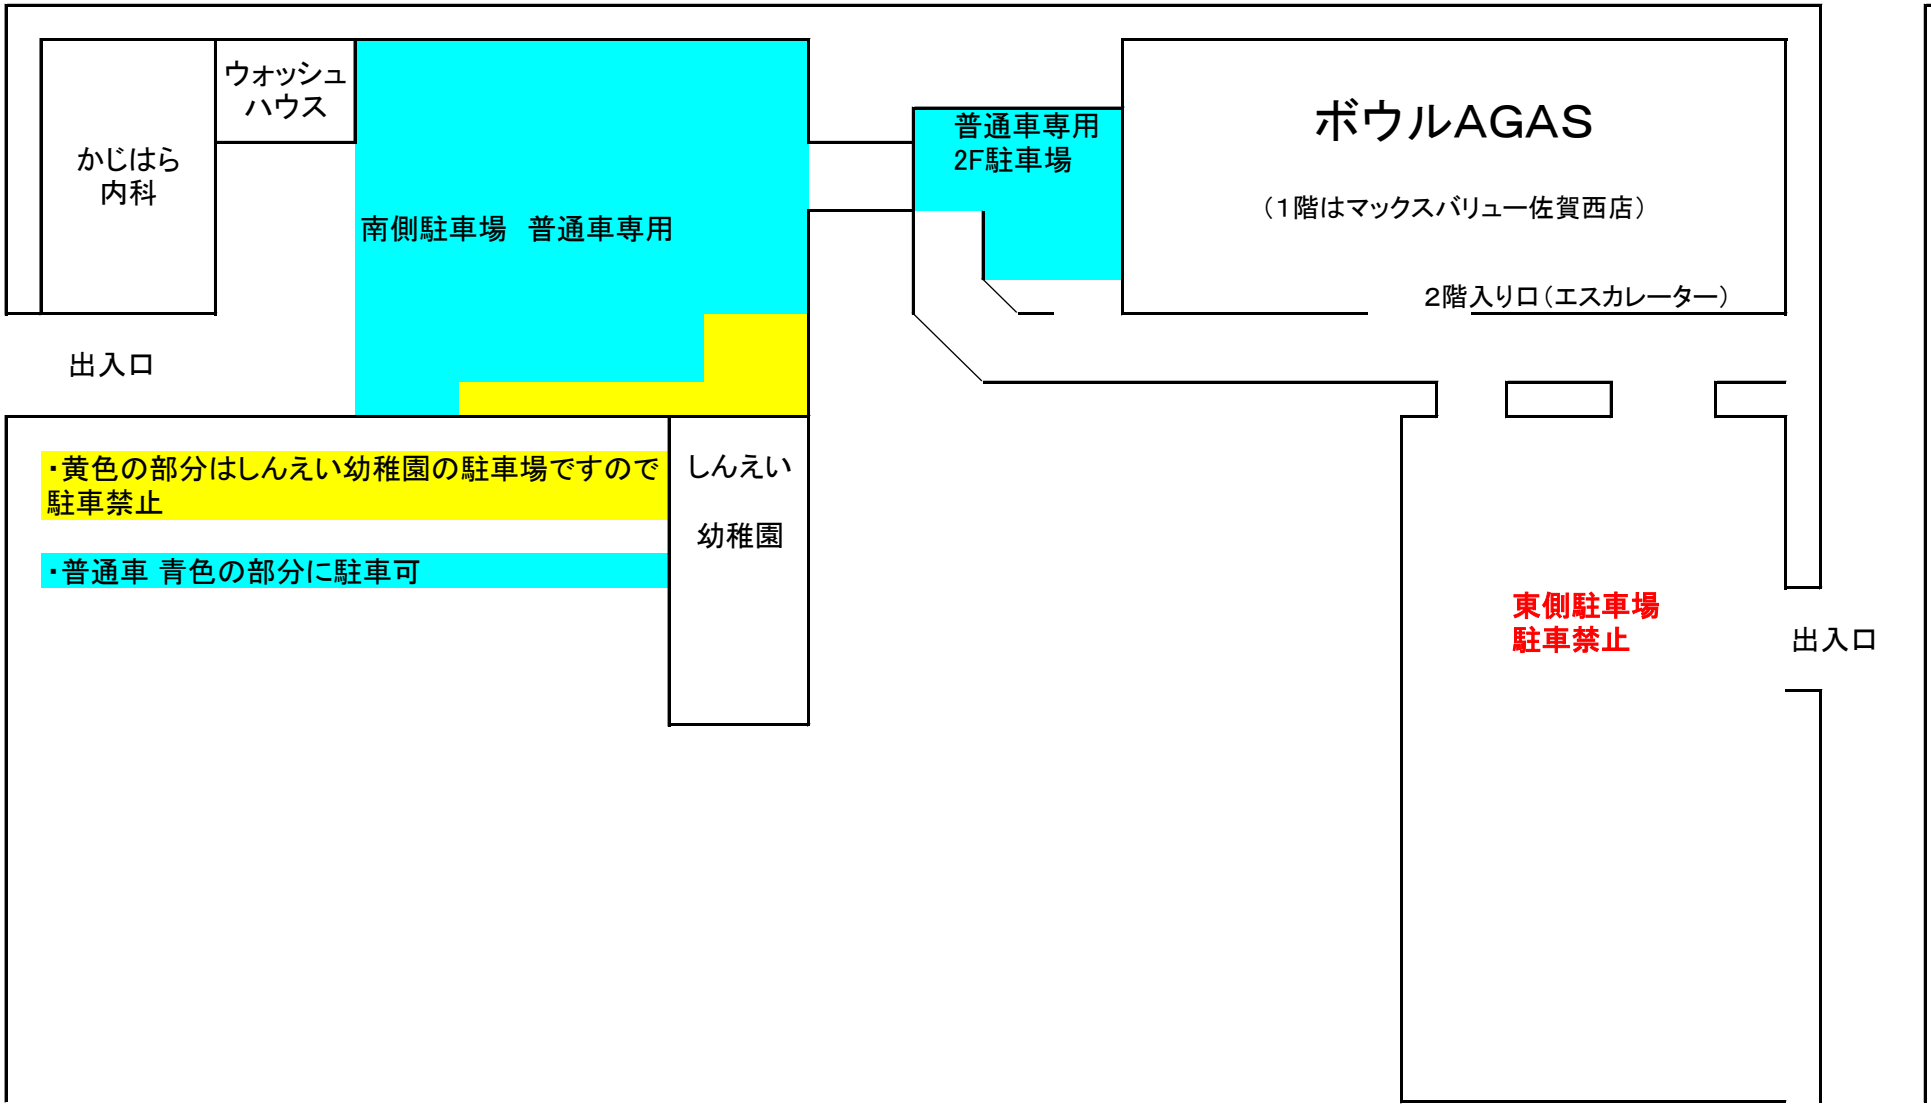 ウォッシュ
ハウス
かじはら
内科
南側駐車場　普通車専用
普通車専用
2F駐車場
ボウルAGAS
（１階はマックスバリュー佐賀西店）
２階入り口（エスカレーター）
出入口
・黄色の部分はしんえい幼稚園の駐車場ですので
駐車禁止
・普通車 青色の部分に駐車可
しんえい
幼稚園
東側駐車場
駐車禁止
出入口